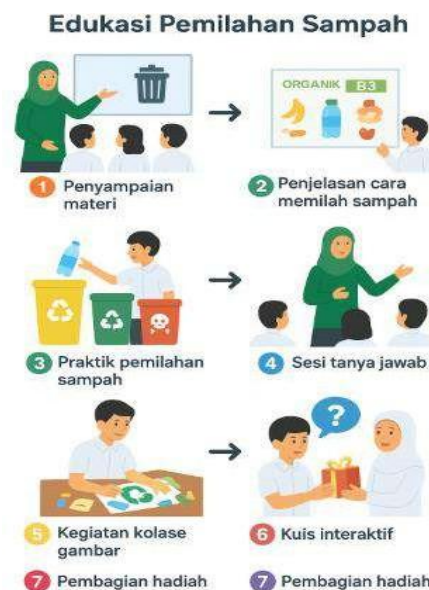 Edukasi Pemilahan Sampah
ORGANIK B3
1 Penyampaian
materi
2 Penjelasan cara
memilah sampah
3 Praktik pemilahan
sampah
4 Sesi tanya jawab
5 Kegiatan kolase
gambar
?
6 Kuis interaktif
7 Pembagian hadiah
7 Pembagian hadiah